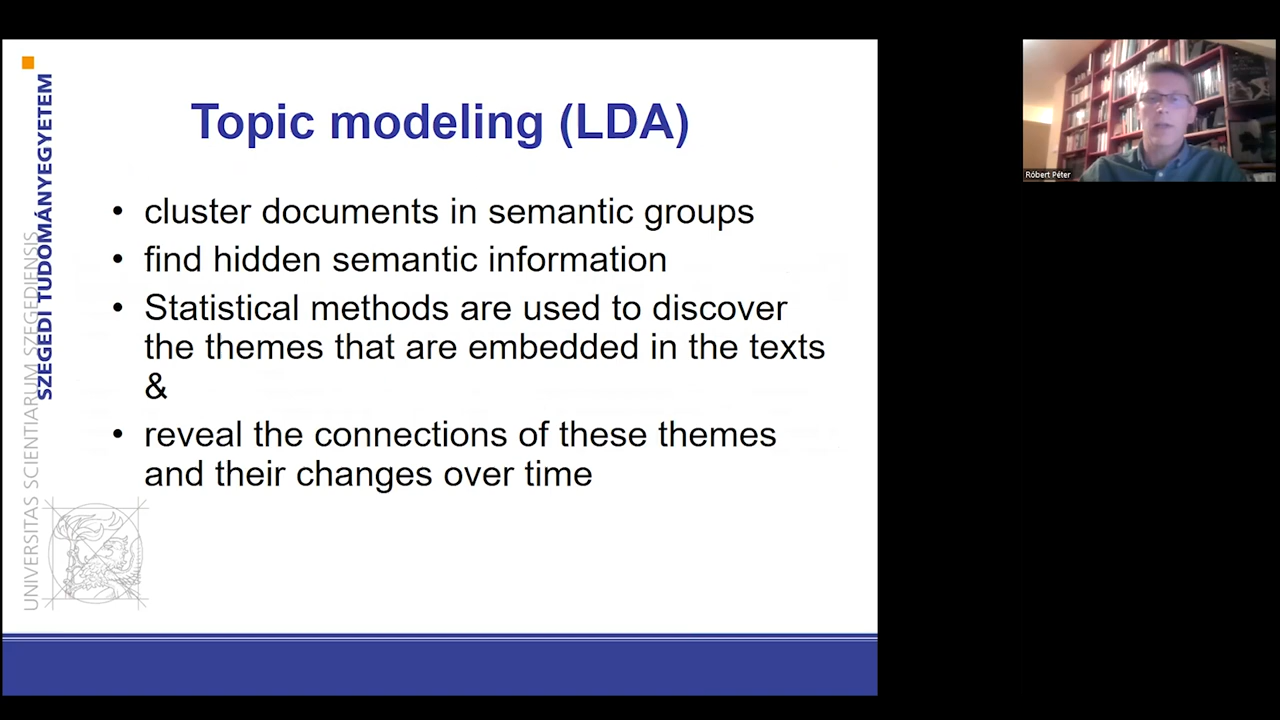 Topic modeling (LDA)
• cluster documents in semantic groups
• find hidden semantic information
• Statistical methods are used to discover
the themes that are embedded in the texts
&
• reveal the connections of these themes
and their changes over time
SZEGEDI TUDOMÁNYEGYETEM
UNIVERSITAS SCIENTIARUM SZEGEDIENSIS
Róbert Péter